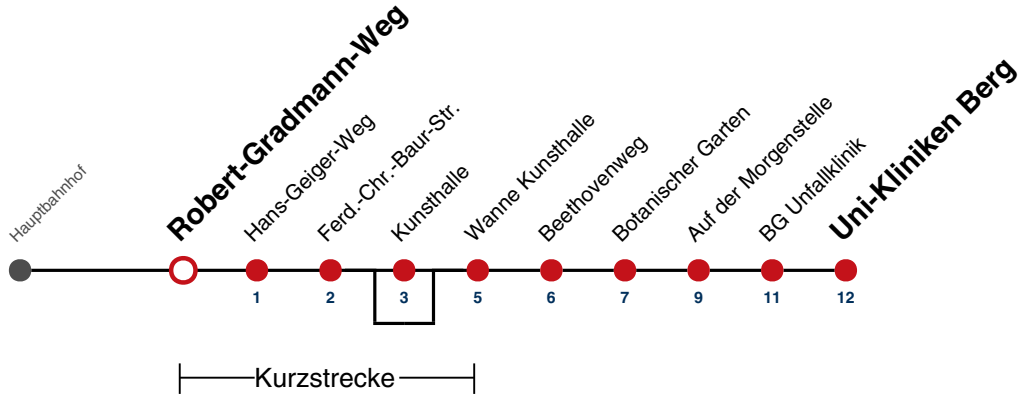 Hauptbahnhof
Robert-Gradmann-Weg
Hans-Geiger-Weg
Ferd.-Chr.-Baur-Str.
Kunsthalle
Wanne Kunsthalle
Beethovenweg
Botanischer Garten
Auf der Morgenstelle
BG Unfallklinik
Uni-Kliniken Berg
1 2 3 5 6 7 9 11 12
Kurzstrecke